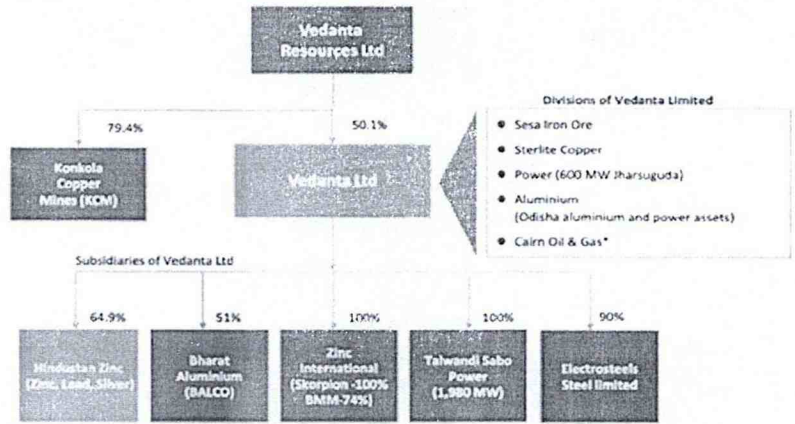 Vedanta
Resources Ltd
79.4%
50.1%
Konkola
Copper
Mines (KCM)
Vedanta Ltd
Divisions of Vedanta Limited
Sesa Iron Ore
Sterlite Copper
Power (600 MW Jharsuguda)
Aluminium
(Odisha aluminium and power assets)
Cairn Oil & Gas*
Subsidiaries of Vedanta Ltd
64.9%
51%
100%
100%
90%
Hindustan Zinc
(Zinc, Lead, Silver)
Bharat
Aluminium
(BALCO)
Zinc
International
(Skorpion -100%
BMM-74%)
Talwandi Sabo
Power
(1,980 MW)
Electrosteels
Steel limited